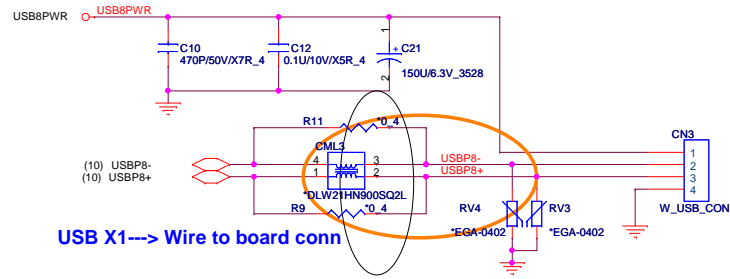 USB8PWR
USB8PWR
C10
470P/50V/X7R_4
C12
0.1U/10V/X5R_4
1
+
C21
2
150U/6.3V_3528
R11
*0_4
CML3
CN3
(10) USBP8-
4
3
USBP8-
1
2
(10) USBP8+
1
2
USBP8+
3
4
*DLW21HN900SQ2L
W_USB_CON
R9
*0_4
RV4
RV3
*EGA-0402
*EGA-0402
USB X1---> Wire to board conn